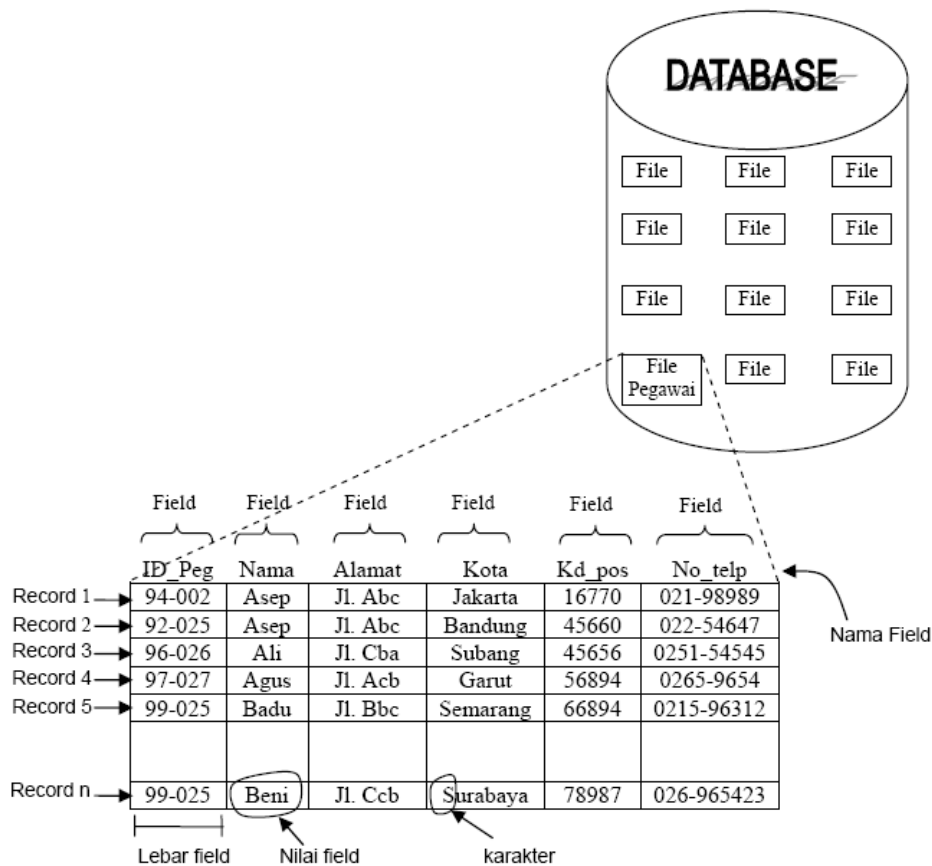 DATABASE
File File File
File File File
File File File
File File File
Pegawai
Field Field Field Field Field Field
ID_Peg Nama Alamat Kota Kd_pos No_telp
Record 1 94-002 Asep Jl. Abc Jakarta 16770 021-98989
Record 2 92-025 Asep Jl. Abc Bandung 45660 022-54647
Nama Field
Record 3 96-026 Ali Jl. Cba Subang 45656 0251-54545
Record 4 97-027 Agus Jl. Acb Garut 56894 0265-9654
Record 5 99-025 Badu Jl. Bbc Semarang 66894 0215-96312
Record n 99-025 Beni Jl. Ccb Surabaya 78987 026-965423
Lebar field Nilai field karakter